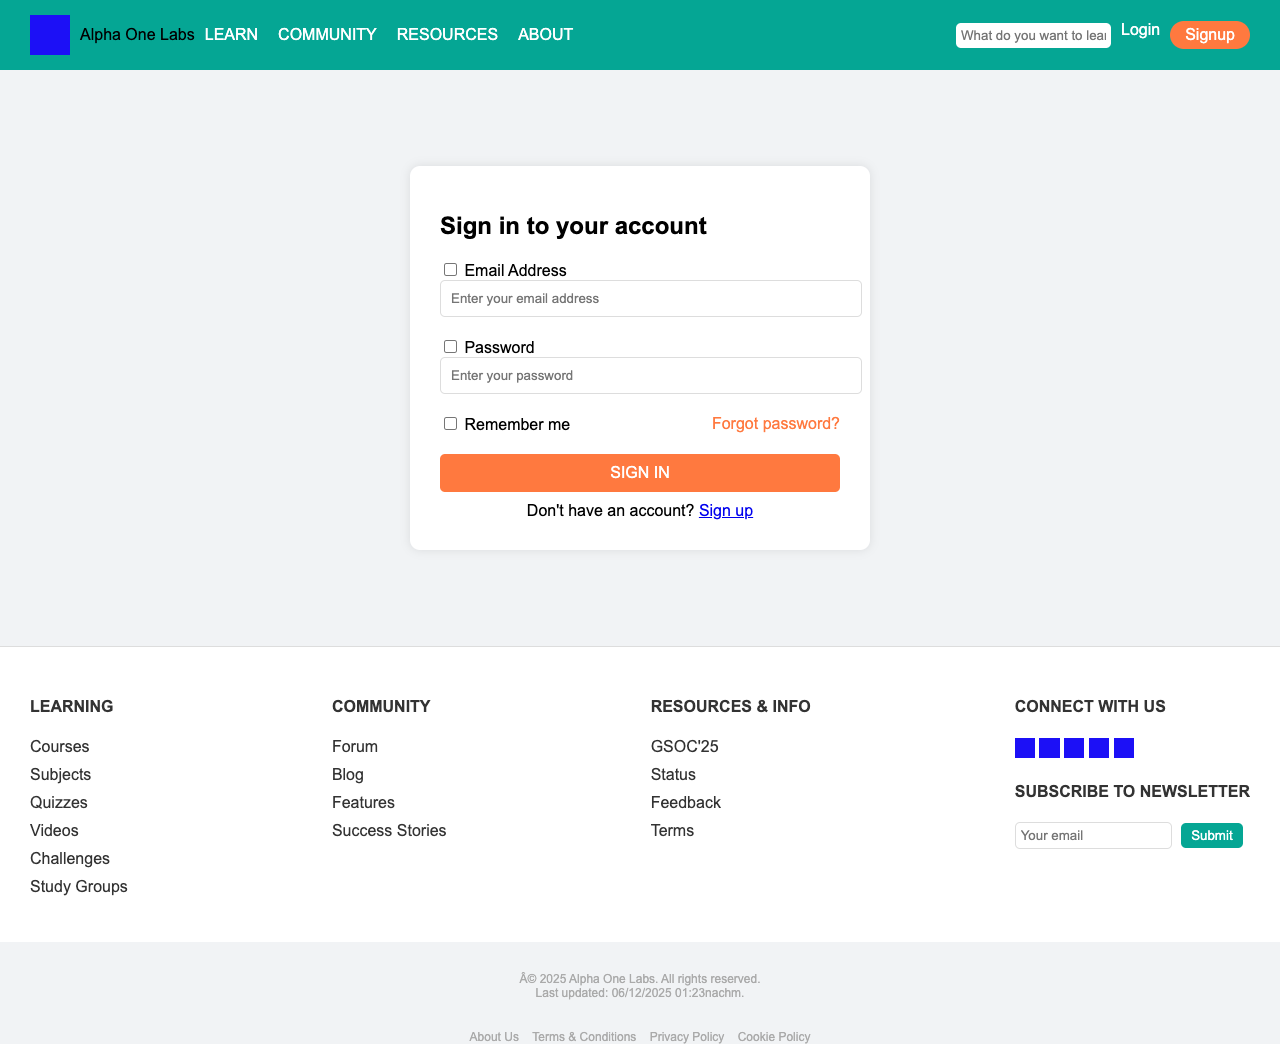 Alpha One Labs LEARN COMMUNITY RESOURCES ABOUT What do you want to lear Login Signup
Sign in to your account
Email Address
Enter your email address
Password
Enter your password
Remember me Forgot password?
SIGN IN
Don't have an account? Sign up
LEARNING
Courses
Subjects
Quizzes
Videos
Challenges
Study Groups
COMMUNITY
Forum
Blog
Features
Success Stories
RESOURCES & INFO
GSOC'25
Status
Feedback
Terms
CONNECT WITH US
SUBSCRIBE TO NEWSLETTER
Your email Submit
Â© 2025 Alpha One Labs. All rights reserved.
Last updated: 06/12/2025 01:23nachm.
About Us Terms & Conditions Privacy Policy Cookie Policy